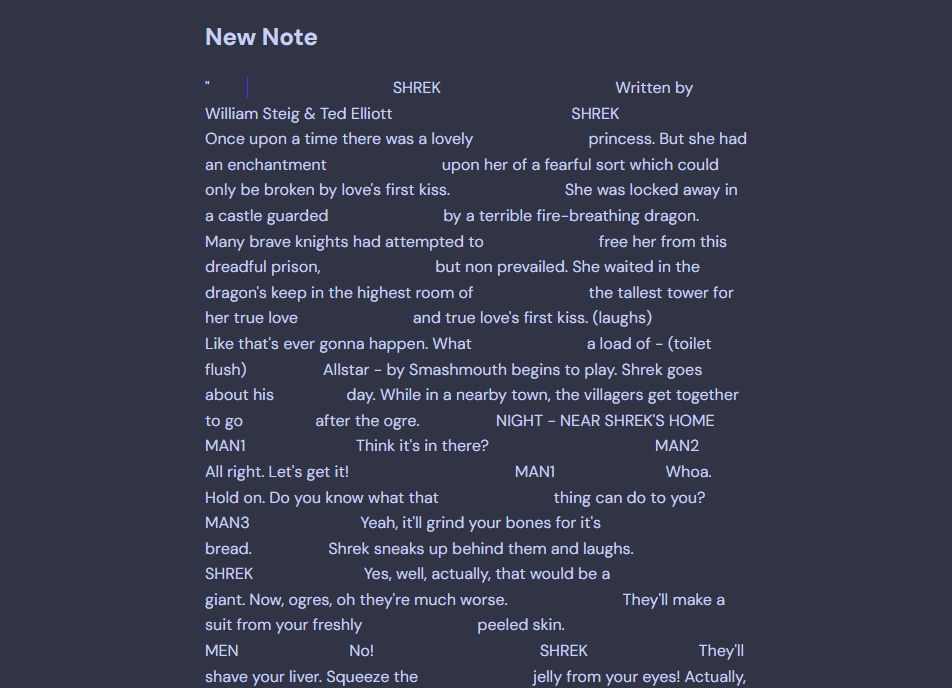 New Note
" SHREK Written by
William Steig & Ted Elliott SHREK
Once upon a time there was a lovely princess. But she had
an enchantment upon her of a fearful sort which could
only be broken by love's first kiss. She was locked away in
a castle guarded by a terrible fire-breathing dragon.
Many brave knights had attempted to free her from this
dreadful prison, but non prevailed. She waited in the
dragon's keep in the highest room of the tallest tower for
her true love and true love's first kiss. (laughs)
Like that's ever gonna happen. What a load of - (toilet
flush) Allstar - by Smashmouth begins to play. Shrek goes
about his day. While in a nearby town, the villagers get together
to go after the ogre. NIGHT - NEAR SHREK'S HOME
MAN1 Think it's in there? MAN2
All right. Let's get it! MAN1 Whoa.
Hold on. Do you know what that thing can do to you?
MAN3 Yeah, it'll grind your bones for it's
bread. Shrek sneaks up behind them and laughs.
SHREK Yes, well, actually, that would be a
giant. Now, ogres, oh they're much worse. They'll make a
suit from your freshly peeled skin.
MEN No! SHREK They'll
shave your liver. Squeeze the jelly from your eyes! Actually,